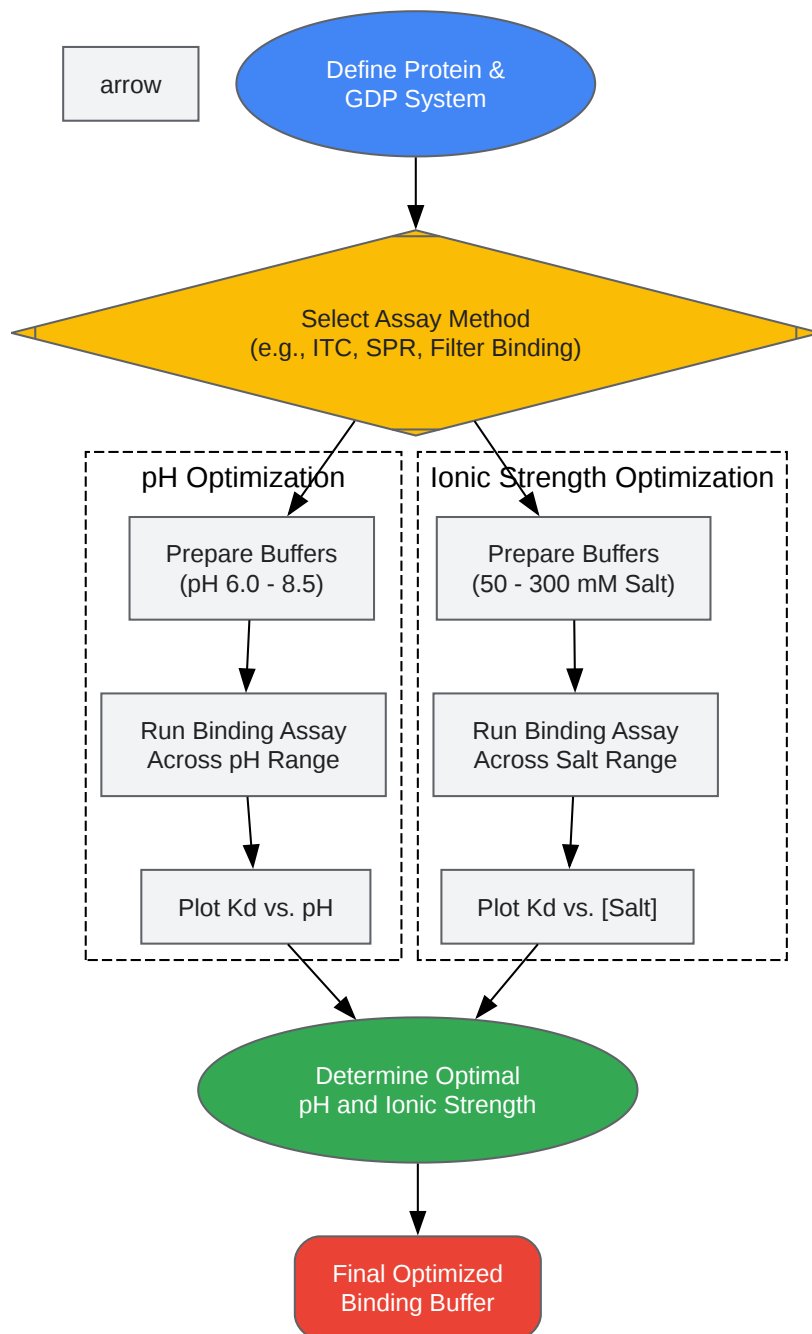 arrow
Define Protein &
GDP System
Select Assay Method
(e.g., ITC, SPR, Filter Binding)
pH Optimization
Prepare Buffers
(pH 6.0 - 8.5)
Run Binding Assay
Across pH Range
Plot Kd vs. pH
Ionic Strength Optimization
Prepare Buffers
(50 - 300 mM Salt)
Run Binding Assay
Across Salt Range
Plot Kd vs. [Salt]
Determine Optimal
pH and Ionic Strength
Final Optimized
Binding Buffer